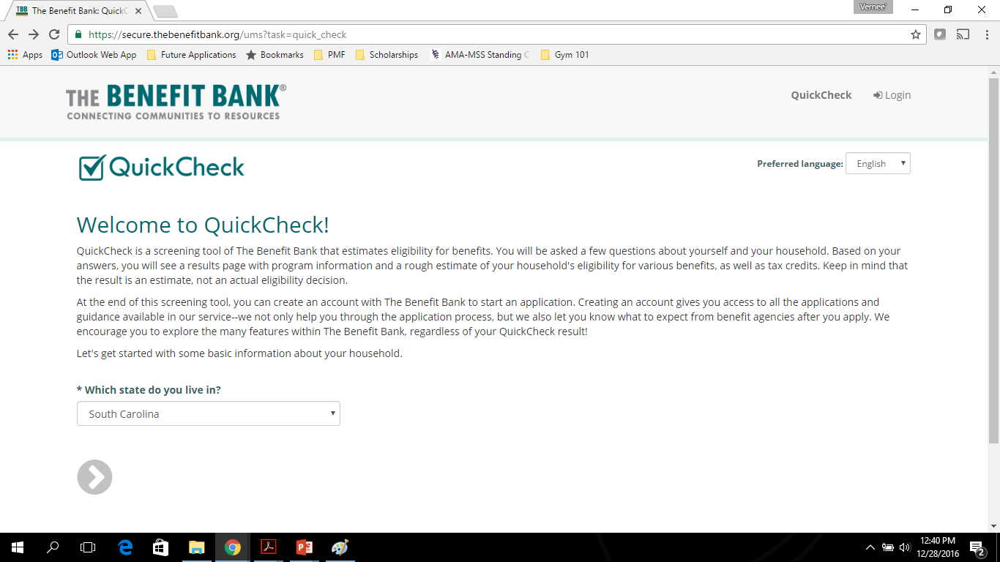 TBB The Benefit Bank: QuickC
Vernee'
https://secure.thebenefitbank.org/ums?task=quick_check
Apps Outlook Web App Future Applications Bookmarks PMF Scholarships AMA-MSS Standing C Gym 101
THE BENEFIT BANK®
CONNECTING COMMUNITIES TO RESOURCES
QuickCheck Login
QuickCheck
Preferred language: English
Welcome to QuickCheck!
QuickCheck is a screening tool of The Benefit Bank that estimates eligibility for benefits. You will be asked a few questions about yourself and your household. Based on your
answers, you will see a results page with program information and a rough estimate of your household's eligibility for various benefits, as well as tax credits. Keep in mind that
the result is an estimate, not an actual eligibility decision.
At the end of this screening tool, you can create an account with The Benefit Bank to start an application. Creating an account gives you access to all the applications and
guidance available in our service--we not only help you through the application process, but we also let you know what to expect from benefit agencies after you apply. We
encourage you to explore the many features within The Benefit Bank, regardless of your QuickCheck result!
Let's get started with some basic information about your household.
* Which state do you live in?
South Carolina
12:40 PM
12/28/2016
2